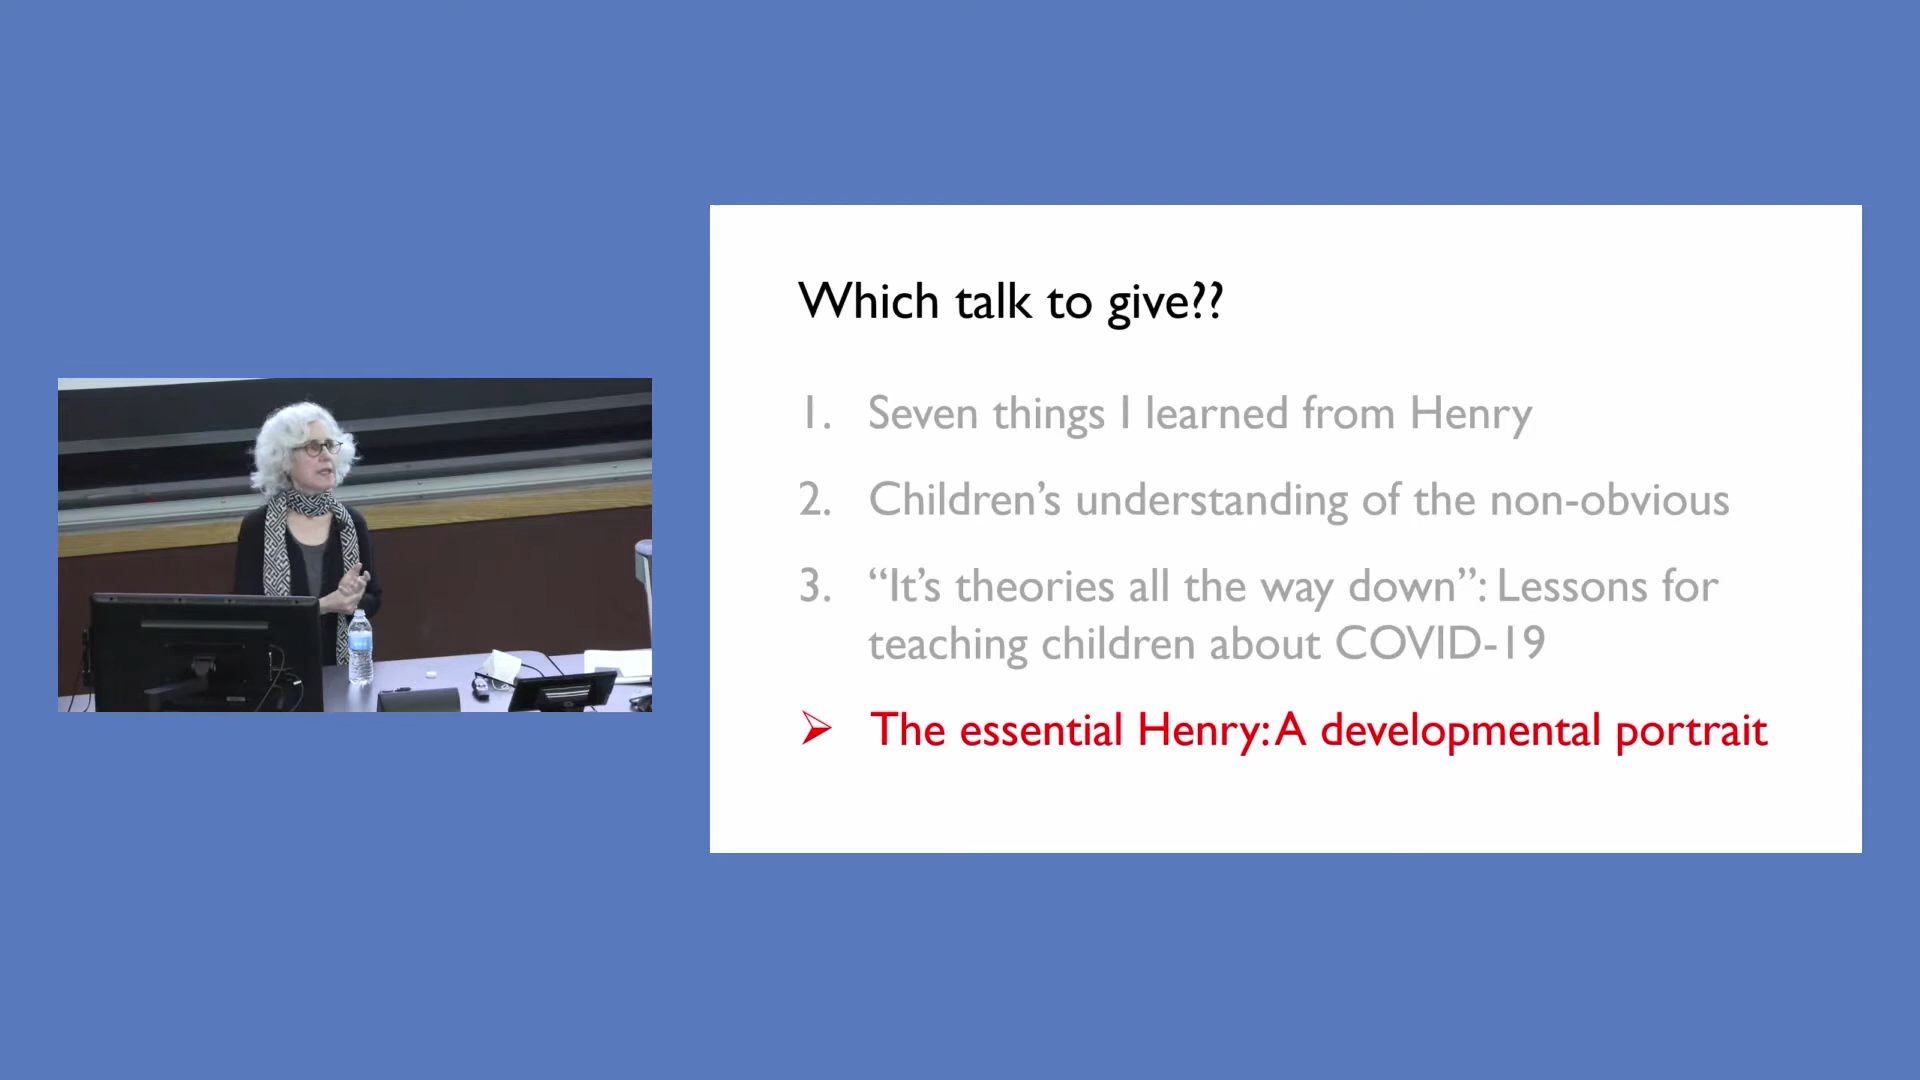 Which talk to give??
1. Seven things I learned from Henry
2. Children’s understanding of the non-obvious
3. “It’s theories all the way down”: Lessons for
teaching children about COVID-19
➢ The essential Henry: A developmental portrait